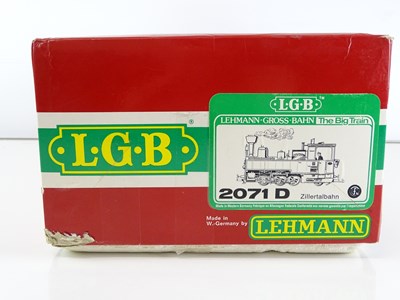 L·G·B
®
L·G·B
LEHMANN-GROSS-BAHN The Big Train
2071 D
Zillertalbahn
Made in
W.-Germany by
LEHMANN